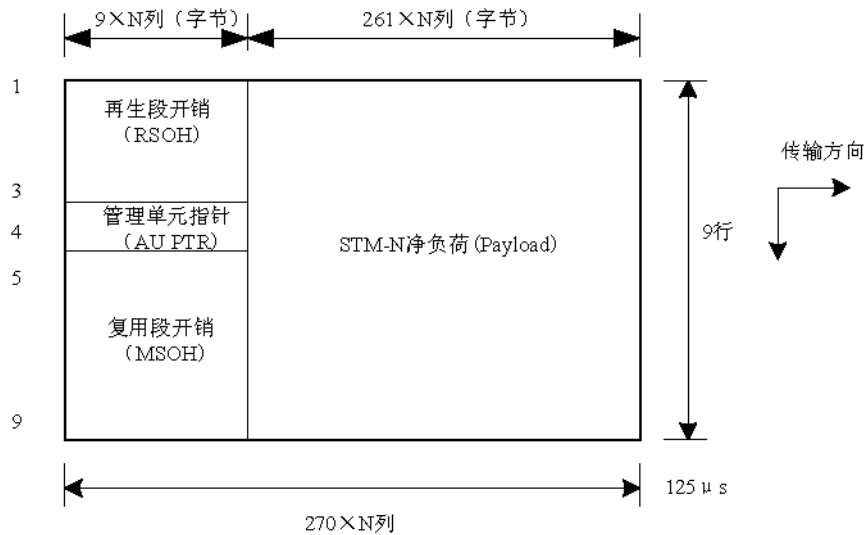 9×N列（字节）
261×N列（字节）
1
再生段开销
（RSOH）
3
管理单元指针
（AU PTR）
4
5
复用段开销
（MSOH）
9
STM-N净负荷(Payload)
9行
传输方向
125μs
270×N列